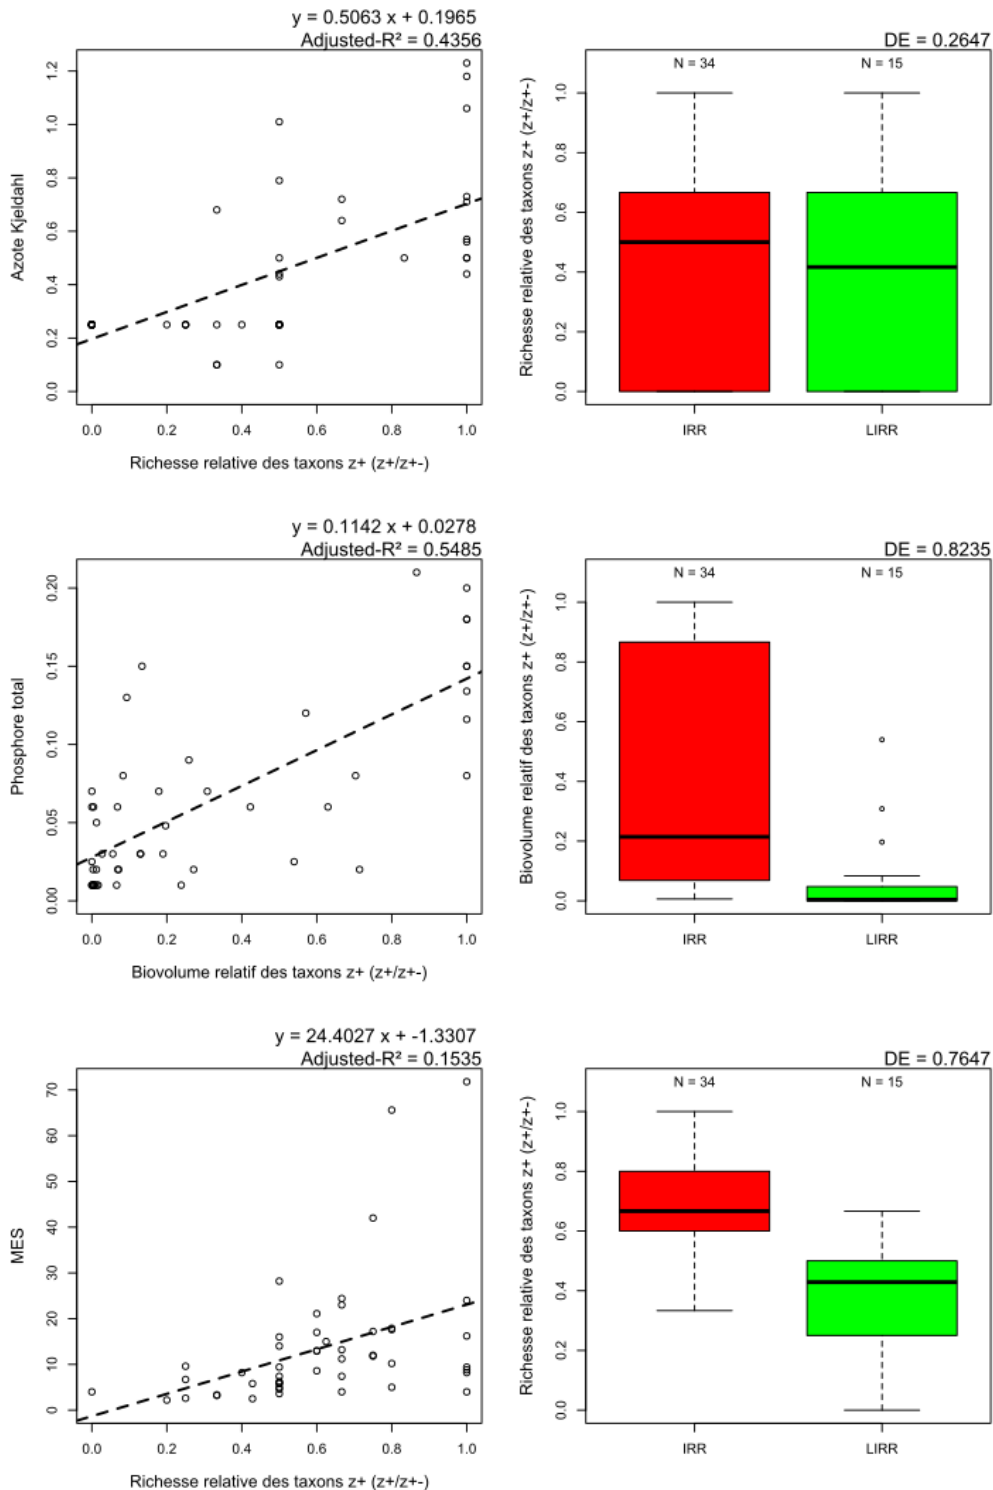 y = 0.5063 x + 0.1965
Adjusted-R² = 0.4356
Azote Kjeldahl
0.0 0.2 0.4 0.6 0.8 1.0 1.2
0.0 0.2 0.4 0.6 0.8 1.0
Richesse relative des taxons z+ (z+/z+-)
DE = 0.2647
N = 34 N = 15
Richesse relative des taxons z+ (z+/z+-)
0.0 0.2 0.4 0.6 0.8 1.0
IRR LIRR
y = 0.1142 x + 0.0278
Adjusted-R² = 0.5485
Phosphore total
0.00 0.05 0.10 0.15 0.20
0.0 0.2 0.4 0.6 0.8 1.0
Biovolume relatif des taxons z+ (z+/z+-)
DE = 0.8235
N = 34 N = 15
Biovolume relatif des taxons z+ (z+/z+-)
0.0 0.2 0.4 0.6 0.8 1.0
IRR LIRR
y = 24.4027 x + -1.3307
Adjusted-R² = 0.1535
MES
0 10 20 30 40 50 60 70
0.0 0.2 0.4 0.6 0.8 1.0
Richesse relative des taxons z+ (z+/z+-)
DE = 0.7647
N = 34 N = 15
Richesse relative des taxons z+ (z+/z+-)
0.0 0.2 0.4 0.6 0.8 1.0
IRR LIRR